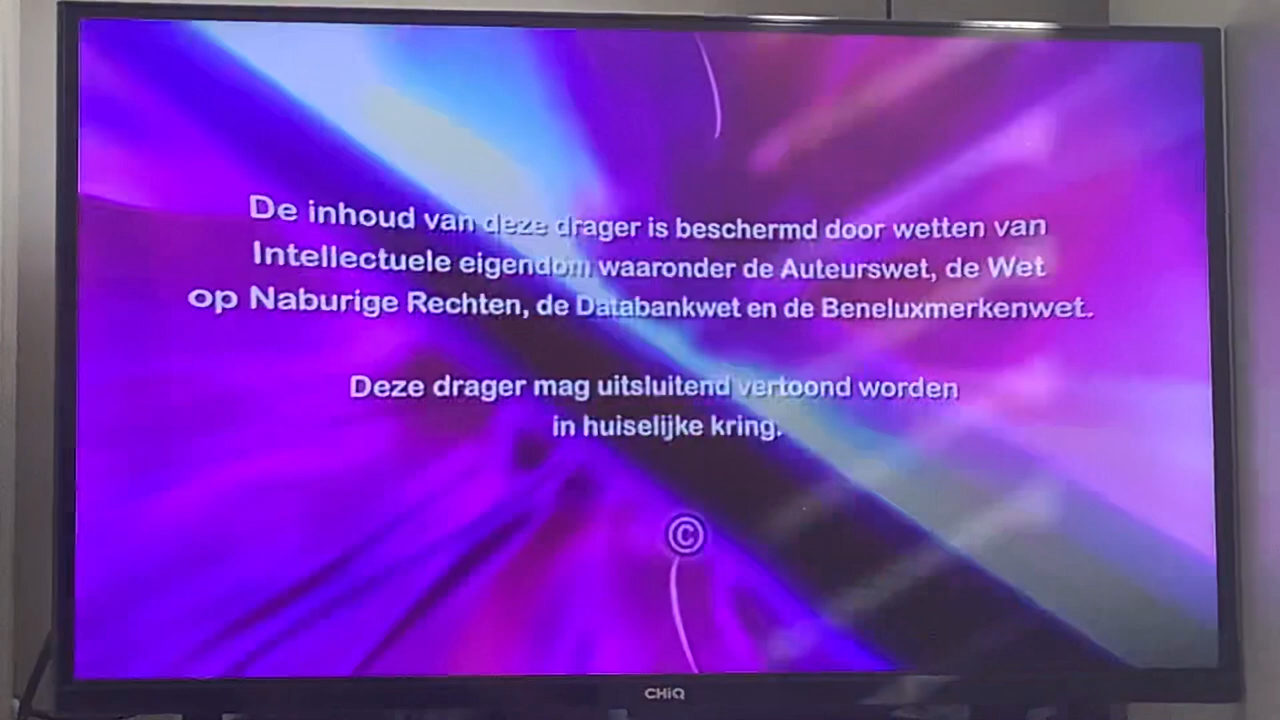 De inhoud van deze drager is beschermd door wetten van
Intellectuele eigendom waaronder de Auteurswet, de Wet
op Naburige Rechten, de Databankwet en de Beneluxmerkenwet.
Deze drager mag uitsluitend vertoond worden
in huiselijke kring.
©
CHiQ